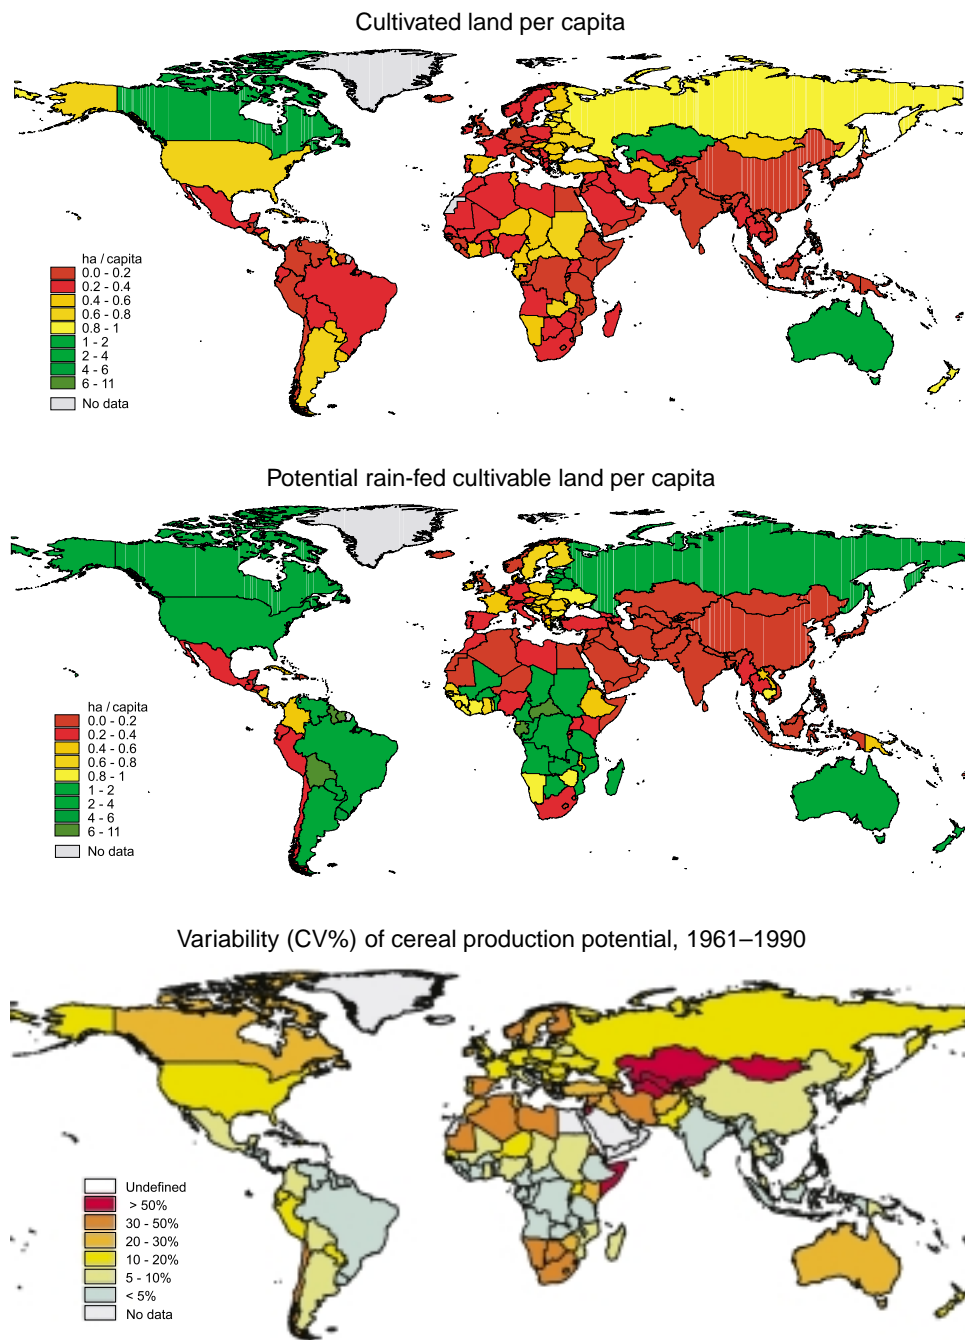 Cultivated land per capita
ha / capita
0.0 - 0.2
0.2 - 0.4
0.4 - 0.6
0.6 - 0.8
0.8 - 1
1 - 2
2 - 4
4 - 6
6 - 11
No data
Potential rain-fed cultivable land per capita
ha / capita
0.0 - 0.2
0.2 - 0.4
0.4 - 0.6
0.6 - 0.8
0.8 - 1
1 - 2
2 - 4
4 - 6
6 - 11
No data
Variability (CV%) of cereal production potential, 1961–1990
Undefined
> 50%
30 - 50%
20 - 30%
10 - 20%
5 - 10%
< 5%
No data